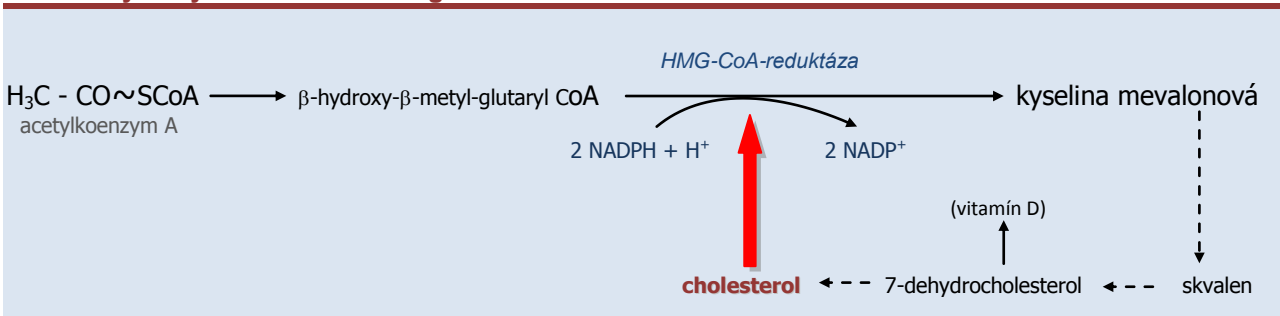 HMG-CoA-reduktáza
H₃C - CO~SCoA β-hydroxy-β-metyl-glutaryl CoA kyselina mevalonová
acetylkoenzym A
2 NADPH + H⁺ 2 NADP⁺
(vitamín D)
cholesterol 7-dehydrocholesterol skvalen